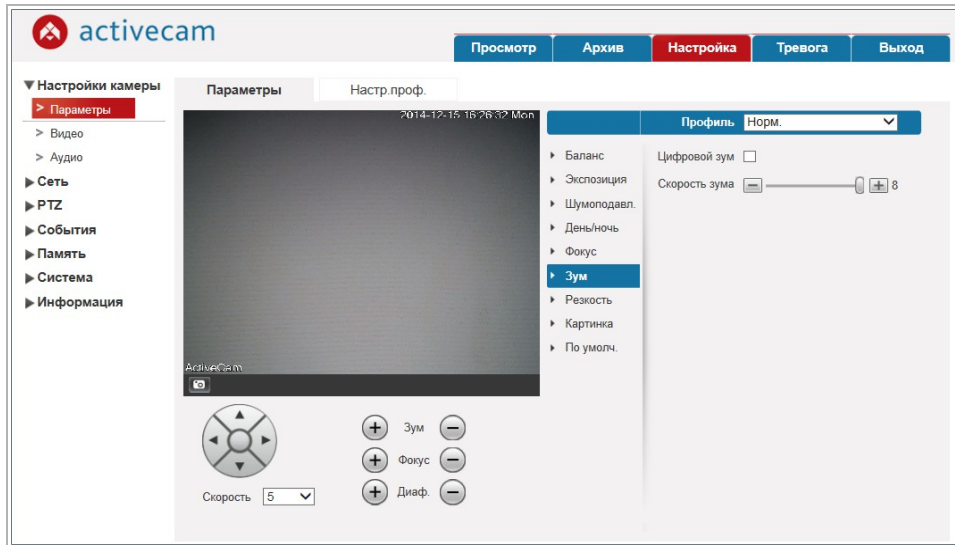 activecam
Просмотр Архив Настройка Тревога Выход
Настройки камеры
> Параметры
> Видео
> Аудио
Сеть
PTZ
События
Память
Система
Информация
Параметры Настр.проф.
2014-12-15 16:26:32 Mon
ActiveCam
Профиль Норм.
Баланс
Экспозиция
Шумоподавл.
День/ночь
Фокус
Зум
Резкость
Картинка
По умолч.
Цифровой зум
Скорость зума 8
Зум
Фокус
Диаф.
Скорость 5